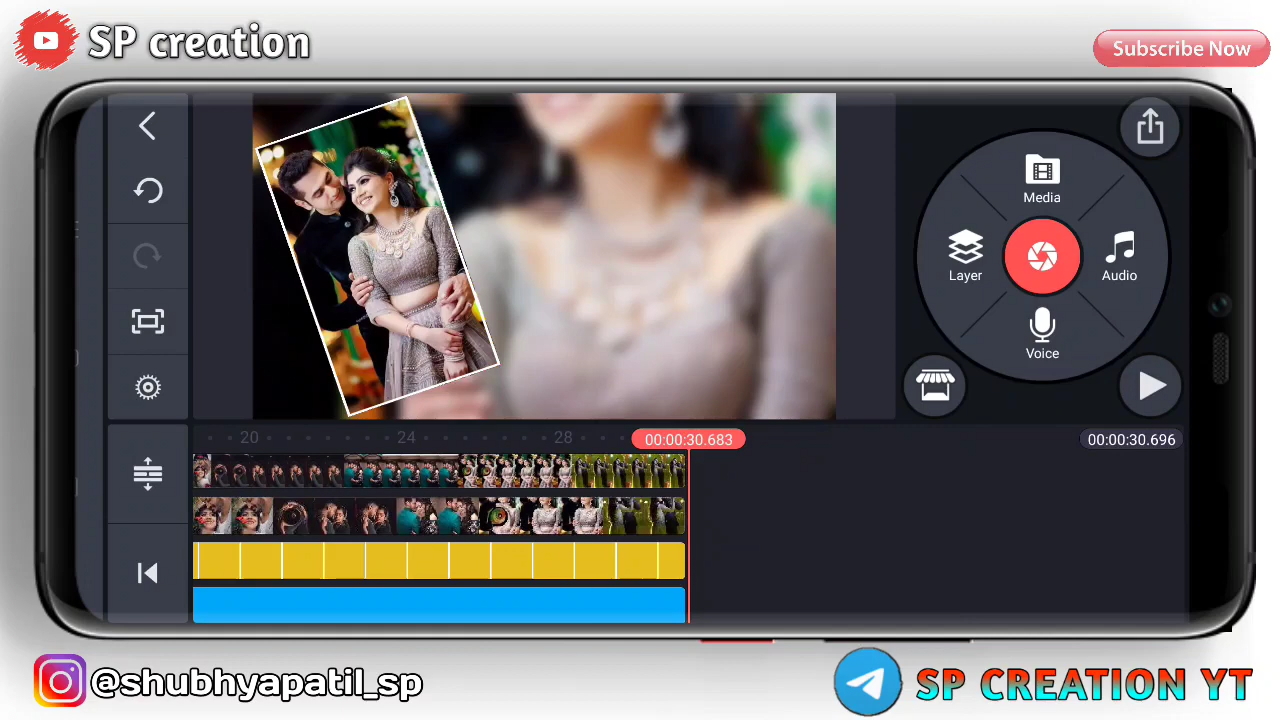 SP creation
Subscribe Now
Media
Layer
Audio
Voice
20
24
28
00:00:30.683
00:00:30.696
@shubhyapatil_sp
SP CREATION YT